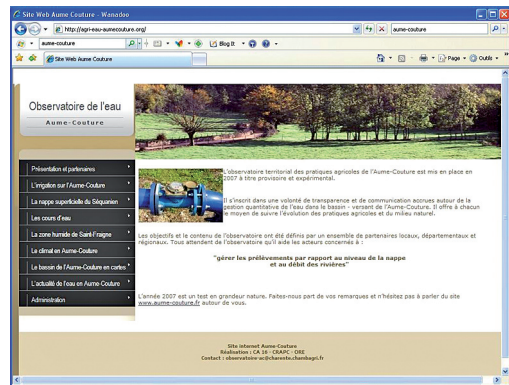 Site Web Aume Couture - Wanadoo
http://agri-eau-aumecouture.org/
aume-couture
aume-couture
Blog It
Site Web Aume Couture
Page
Outils
Observatoire de l'eau
Aume-Couture
Présentation et partenaires
L'irrigation sur l'Aume-Couture
La nappe superficielle du Séquanien
Les cours d'eau
La zone humide de Saint-Fraigne
Le climat en Aume-Couture
Le bassin de l'Aume-Couture en cartes
L'actualité de l'eau en Aume-Couture
Administration
L'observatoire territorial des pratiques agricoles de l'Aume-Couture est mis en place en
2007 à titre provisoire et expérimental.
Il s'inscrit dans une volonté de transparence et de communication accrues autour de la
gestion quantitative de l'eau dans le bassin - versant de l'Aume-Couture. Il offre à chacun
le moyen de suivre l'évolution des pratiques agricoles et du milieu naturel.
Les objectifs et le contenu de l'observatoire ont été définis par un ensemble de partenaires locaux, départementaux et
régionaux. Tous attendent de l'observatoire qu'il aide les acteurs concernés à :
"gérer les prélèvements par rapport au niveau de la nappe
et au débit des rivières"
L'année 2007 est un test en grandeur nature. Faites-nous part de vos remarques et n'hésitez pas à parler du site
www.aume-couture.fr autour de vous.
Site internet Aume-Couture
Réalisation : CA 16 - CRAPC - ORE
Contact : observatoire-ac@charente.chambagri.fr